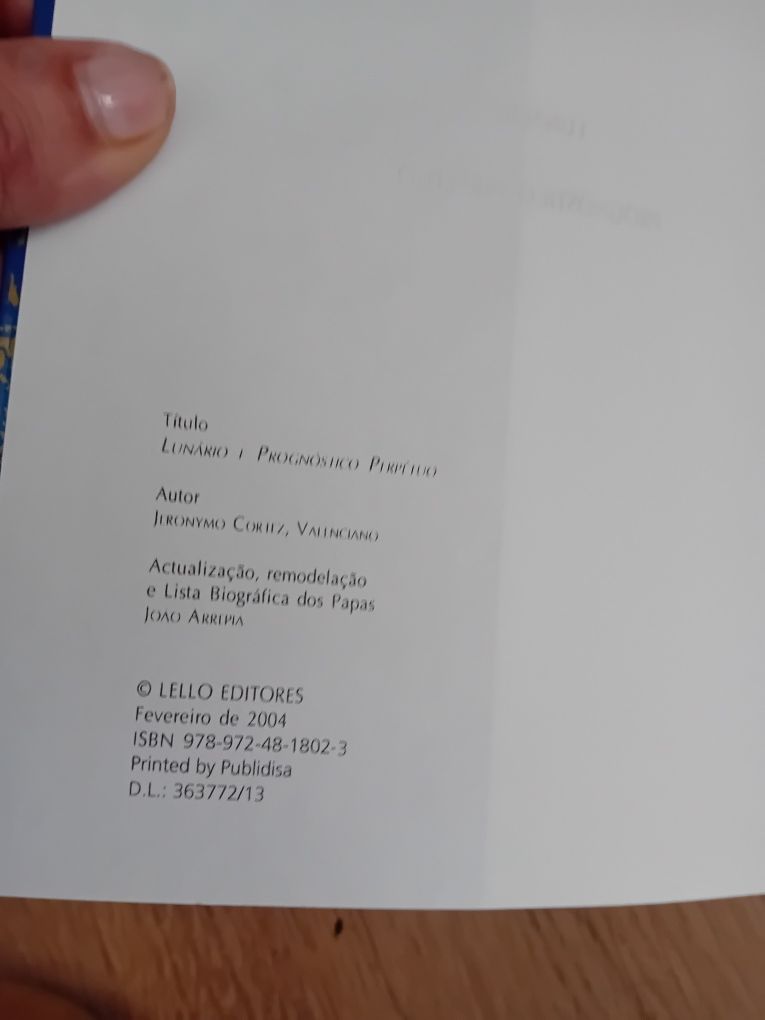 Título
LUNÁRIO E PROGNÓSTICO PERPÉTUO
Autor
JERONYMO CORTEZ, VALENCIANO
Actualização, remodelação
e Lista Biográfica dos Papas
JOÃO ARREPIA
© LELLO EDITORES
Fevereiro de 2004
ISBN 978-972-48-1802-3
Printed by Publidisa
D.L.: 363772/13